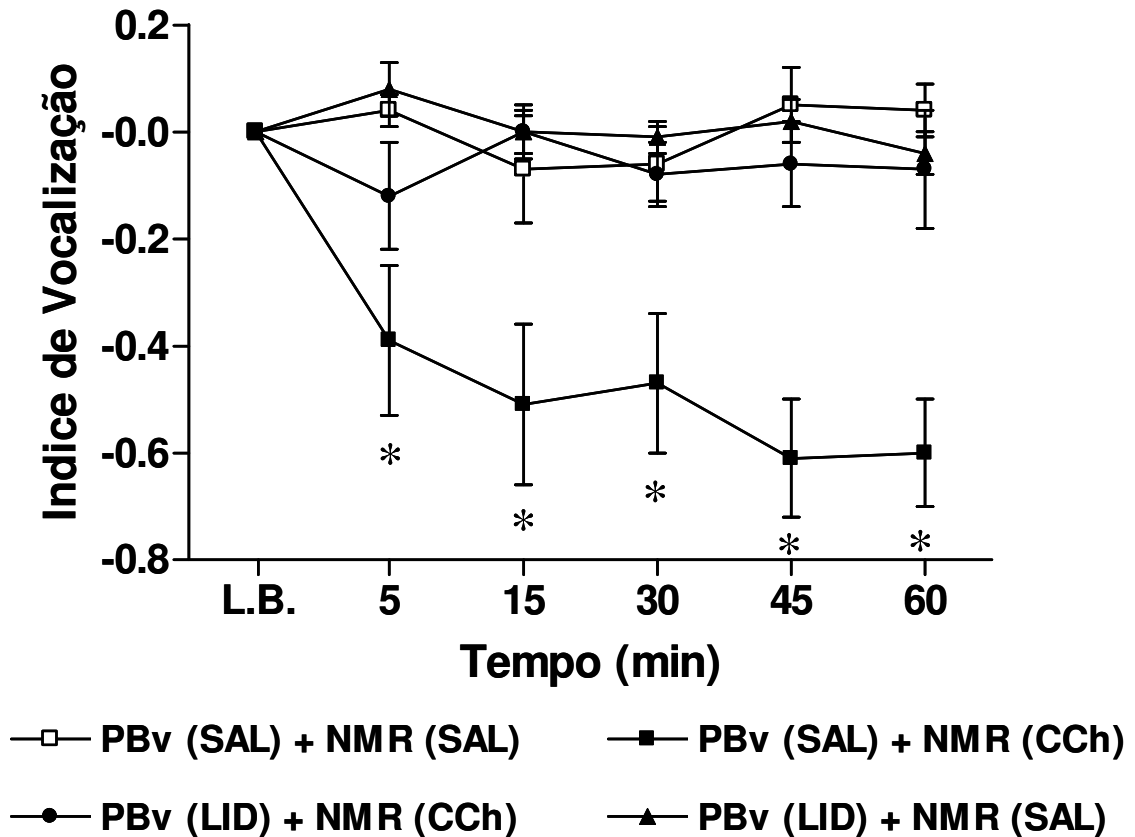 0.2
-0.0
-0.2
-0.4
-0.6
-0.8
Indice de Vocalização
* * * * *
L.B. 5 15 30 45 60
Tempo (min)
PBv (SAL) + NMR (SAL)
PBv (SAL) + NMR (CCh)
PBv (LID) + NMR (CCh)
PBv (LID) + NMR (SAL)